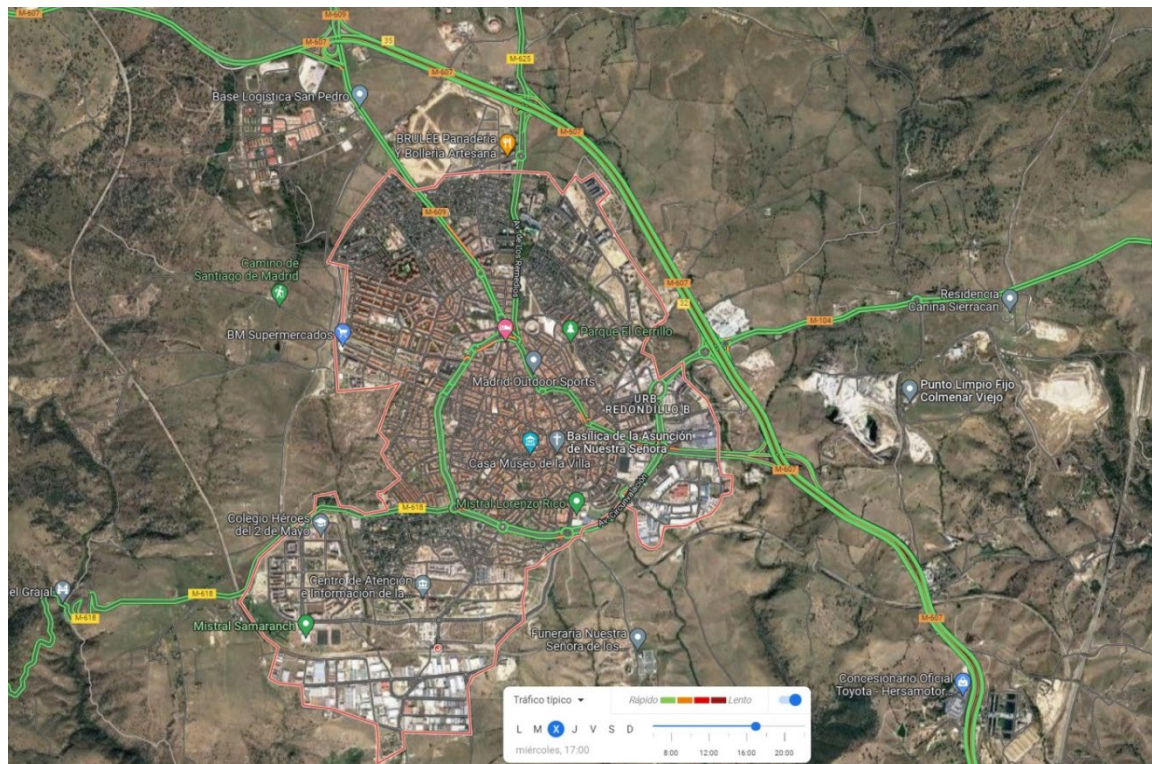 M-607
M-609
M-607
35
M-607
M-625
Base Logística San Pedro
BRULÉE Panadería
y Bollería Artesana
M-607
M-609
Camino de
Santiago de Madrid
M-607
32
Residencia
Canina Sierracan
BM Supermercados
Parque El Cerrillo
M-104
Madrid Outdoor Sports
Punto Limpio Fijo
Colmenar Viejo
URB.
REDONDILLO B
Basílica de la Asunción
de Nuestra Señora
Casa Museo de la Villa
M-607
Mistral Lorenzo Rico
M-618
Colegio Héroes
del 2 de Mayo
Centro de Atención
e Información de la...
el Grajal
M-618
M-618
Mistral Samaranch
M-607
Funeraria Nuestra
Señora de los...
Concesionario Oficial
Toyota - Hersamotor...
Tráfico típico
Rápido
Lento
L M X J V S D
miércoles, 17:00
8:00 12:00 16:00 20:00